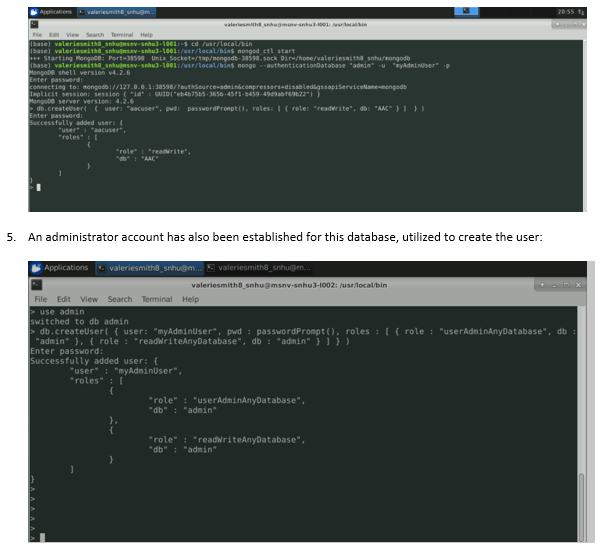 Applications valeriesmith8_snhu@m... 20:55
valeriesmith8_snhu@msnv-snhu3-l001: /usr/local/bin
File Edit View Search Terminal Help
(base) valeriesmith8_snhu@msnv-snhu3-l001:~$ cd /usr/local/bin
(base) valeriesmith8_snhu@msnv-snhu3-l001:/usr/local/bin$ mongod_ctl start
*** Starting MongoDB: Port=38598 Unix_Socket=/tmp/mongodb-38598.sock Dir=/home/valeriesmith8_snhu/mongodb
(base) valeriesmith8_snhu@msnv-snhu3-l001:/usr/local/bin$ mongo --authenticationDatabase "admin" -u "myAdminUser" -p
MongoDB shell version v4.2.6
Enter password:
connecting to: mongodb://127.0.0.1:38598/?authSource=admin&compressors=disabled&gssapiServiceName=mongodb
Implicit session: session { "id" : UUID("eb4b75b5-365b-45f1-b459-49d9abf69b22") }
MongoDB server version: 4.2.6
> db.createUser( { user: "aacuser", pwd: passwordPrompt(), roles: [ { role: "readWrite", db: "AAC" } ] } )
Enter password:
Successfully added user: {
"user" : "aacuser",
"roles" : [
{
"role" : "readWrite",
"db" : "AAC"
}
]
}
>
5. An administrator account has also been established for this database, utilized to create the user:
Applications valeriesmith8_snhu@m... valeriesmith8_snhu@m...
valeriesmith8_snhu@msnv-snhu3-l002: /usr/local/bin
File Edit View Search Terminal Help
> use admin
switched to db admin
> db.createUser( { user: "myAdminUser", pwd : passwordPrompt(), roles : [ { role : "userAdminAnyDatabase", db :
"admin" }, { role : "readWriteAnyDatabase", db : "admin" } ] } )
Enter password:
Successfully added user: {
"user" : "myAdminUser",
"roles" : [
{
"role" : "userAdminAnyDatabase",
"db" : "admin"
},
{
"role" : "readWriteAnyDatabase",
"db" : "admin"
}
]
}
>
>
>
>
>
>